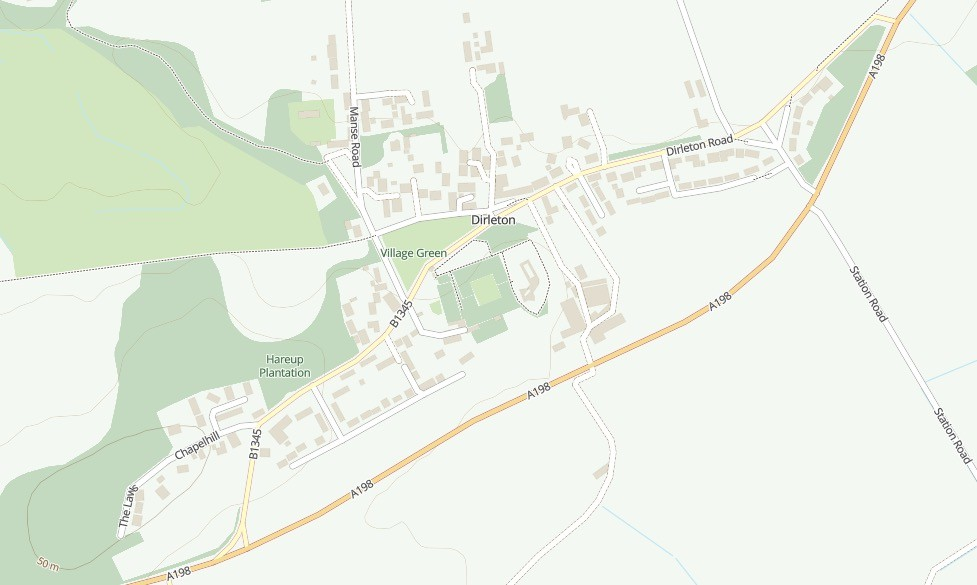 A198
Manse Road
Dirleton Road
Dirleton
Village Green
Station Road
B1345
A198
Hareup
Plantation
A198
Station Road
B1345
Chapelhill
A198
The Laws
50 m
A198